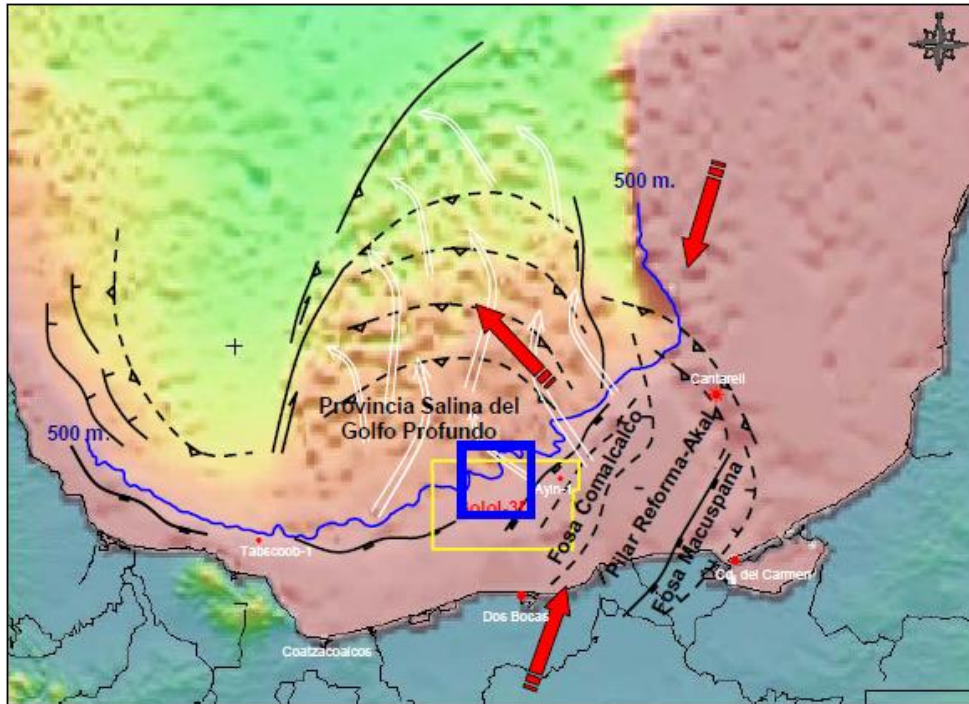 500 m.
Cantarell
Provincia Salina del
Golfo Profundo
500 m.
Ayin-1
Fosa Comalcalco
Pilar Reforma-Akal
Fosa Macuspana
Tabscoob-1
Cd. del Carmen
Dos Bocas
Coatzacoalcos